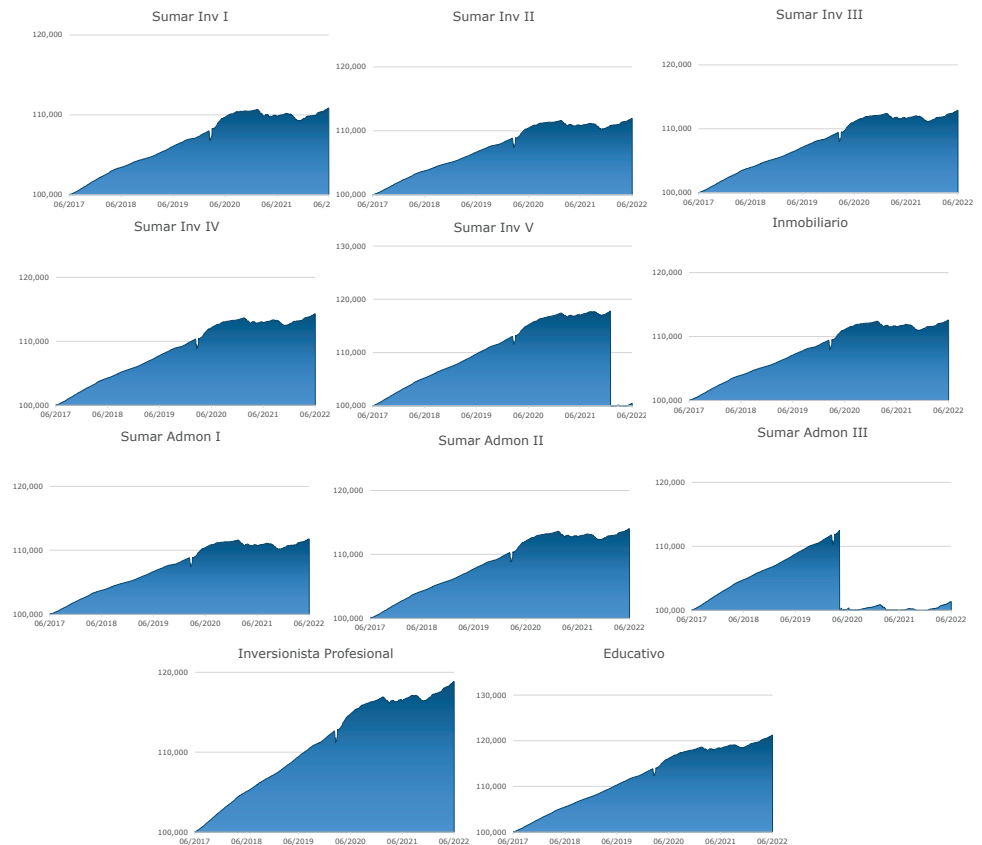 Sumar Inv I
120,000
110,000
100,000
06/2017 06/2018 06/2019 06/2020 06/2021 06/2
Sumar Inv II
120,000
110,000
100,000
06/2017 06/2018 06/2019 06/2020 06/2021 06/2022
Sumar Inv III
120,000
110,000
100,000
06/2017 06/2018 06/2019 06/2020 06/2021 06/2022
Sumar Inv IV
120,000
110,000
100,000
06/2017 06/2018 06/2019 06/2020 06/2021 06/2022
Sumar Inv V
130,000
120,000
110,000
100,000
06/2017 06/2018 06/2019 06/2020 06/2021 06/2022
Inmobiliario
120,000
110,000
100,000
06/2017 06/2018 06/2019 06/2020 06/2021 06/2022
Sumar Admon I
120,000
110,000
100,000
06/2017 06/2018 06/2019 06/2020 06/2021 06/2022
Sumar Admon II
120,000
110,000
100,000
06/2017 06/2018 06/2019 06/2020 06/2021 06/2022
Sumar Admon III
120,000
110,000
100,000
06/2017 06/2018 06/2019 06/2020 06/2021 06/2022
Inversionista Profesional
120,000
110,000
100,000
06/2017 06/2018 06/2019 06/2020 06/2021 06/2022
Educativo
130,000
120,000
110,000
100,000
06/2017 06/2018 06/2019 06/2020 06/2021 06/2022